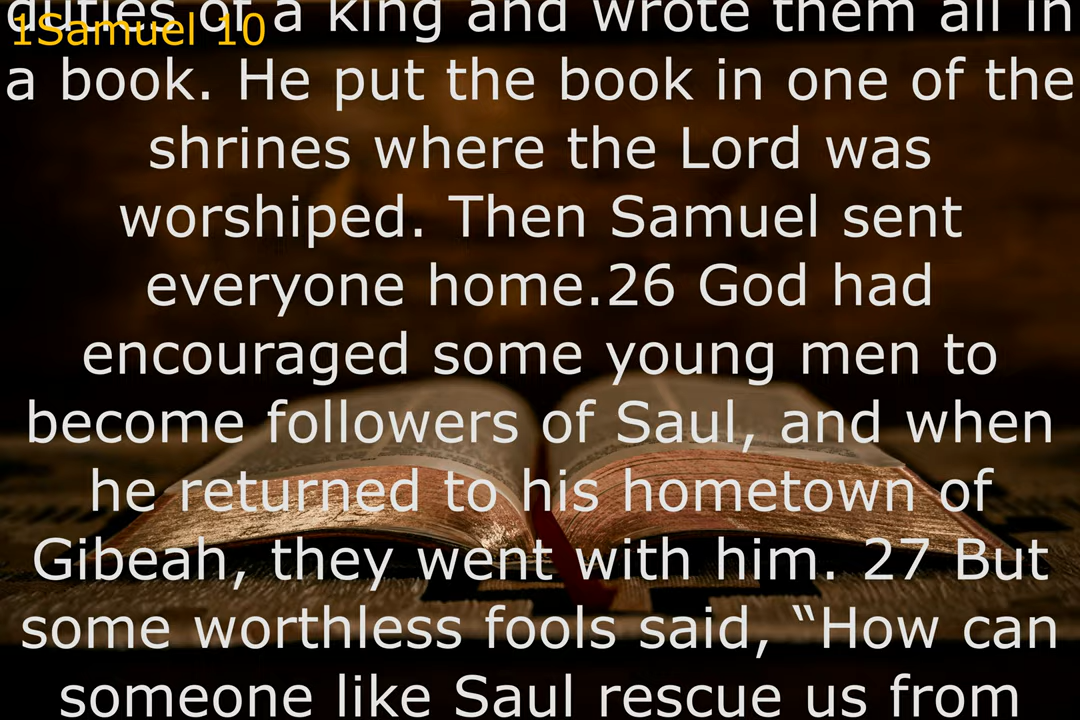 1Samuel 10
duties of a king and wrote them all in
a book. He put the book in one of the
shrines where the Lord was
worshiped. Then Samuel sent
everyone home.26 God had
encouraged some young men to
become followers of Saul, and when
he returned to his hometown of
Gibeah, they went with him. 27 But
some worthless fools said, “How can
someone like Saul rescue us from